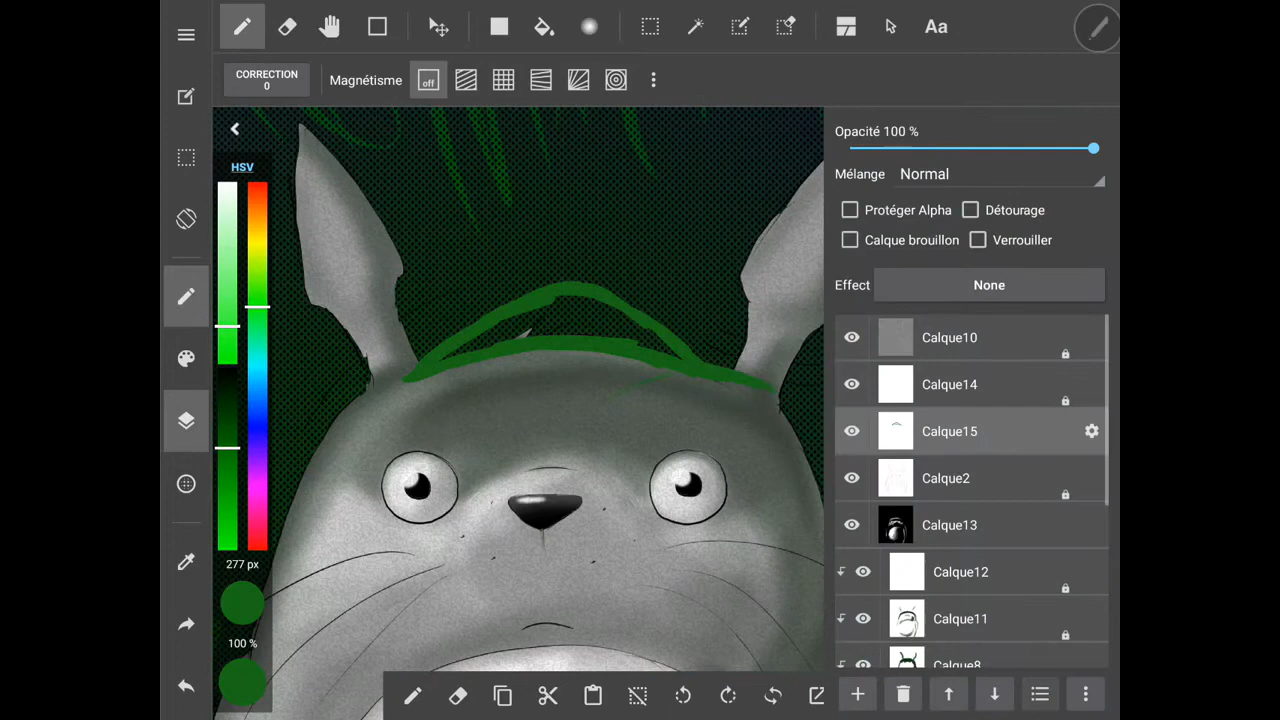 Aa
CORRECTION
0
Magnétisme
off
HSV
277 px
100 %
Opacité 100 %
Mélange Normal
Protéger Alpha Détourage
Calque brouillon Verrouiller
Effect None
Calque10
Calque14
Calque15
Calque2
Calque13
Calque12
Calque11
Calque8